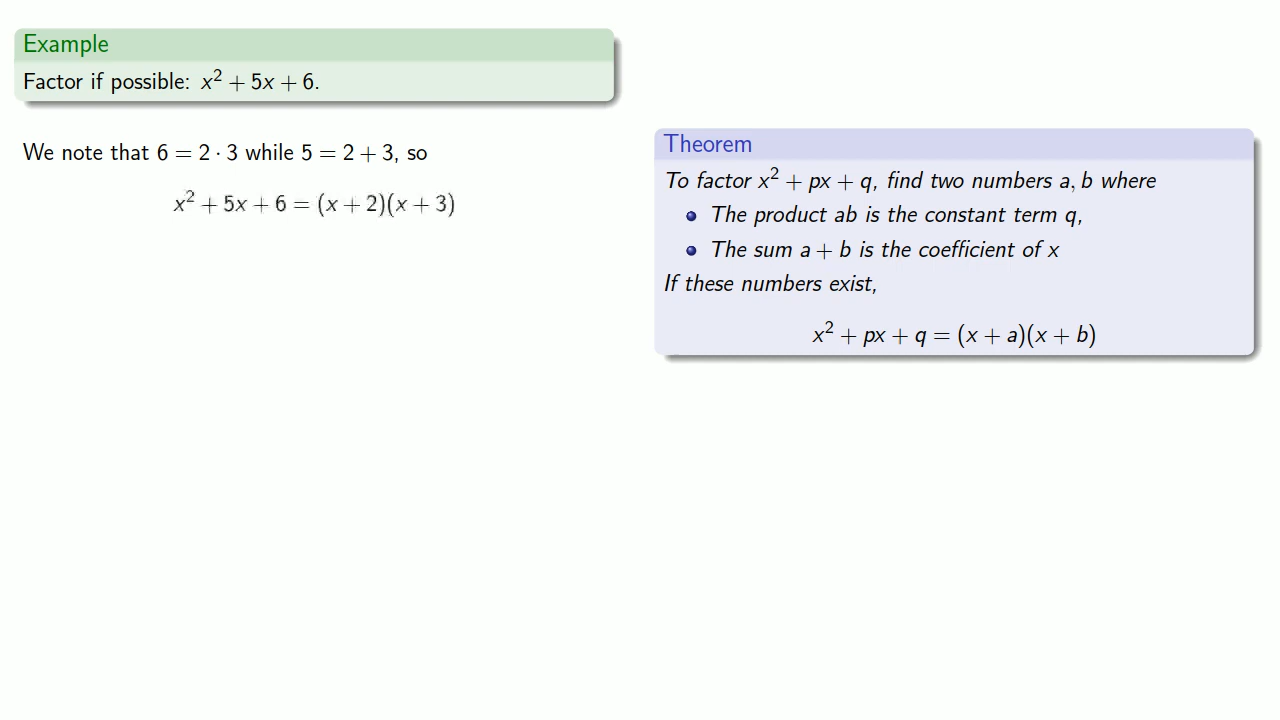 Example
Factor if possible: x² + 5x + 6.
We note that 6 = 2 · 3 while 5 = 2 + 3, so
x² + 5x + 6 = (x + 2)(x + 3)
Theorem
To factor x² + px + q, find two numbers a, b where
• The product ab is the constant term q,
• The sum a + b is the coefficient of x
If these numbers exist,
x² + px + q = (x + a)(x + b)